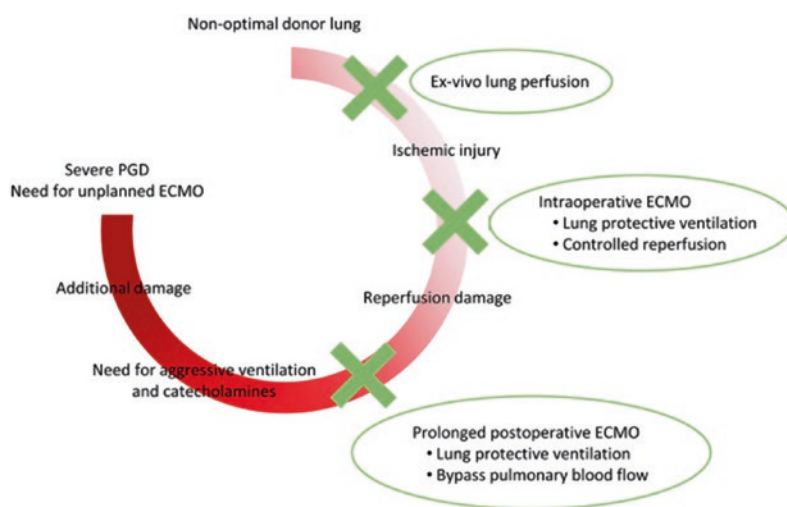 Non-optimal donor lung
Ex-vivo lung perfusion
Ischemic injury
Severe PGD
Need for unplanned ECMO
Intraoperative ECMO
• Lung protective ventilation
• Controlled reperfusion
Additional damage
Reperfusion damage
Need for aggressive ventilation
and catecholamines
Prolonged postoperative ECMO
• Lung protective ventilation
• Bypass pulmonary blood flow